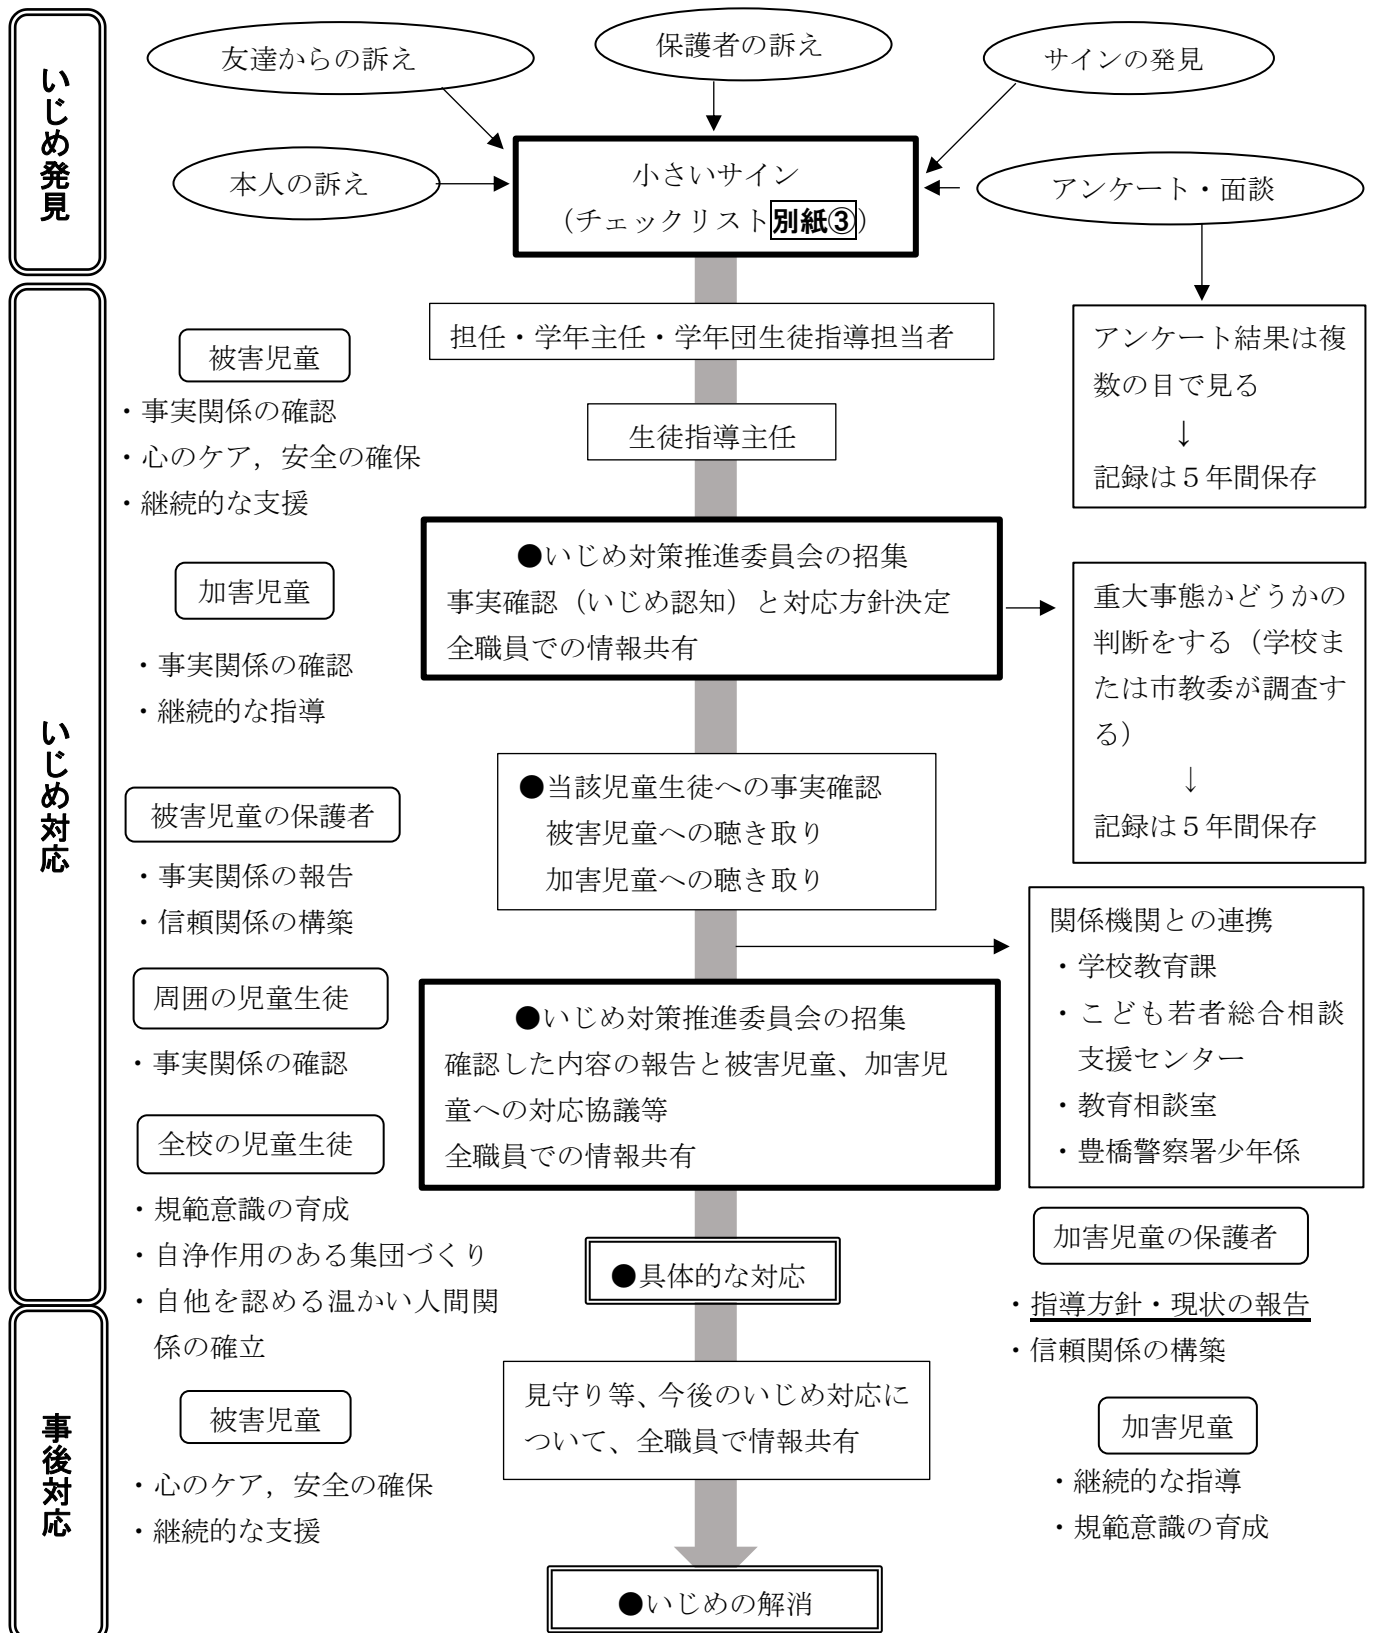 いじめ発見
友達からの訴え
保護者の訴え
サインの発見
本人の訴え
小さいサイン
（チェックリスト別紙③）
アンケート・面談
いじめ対応
担任・学年主任・学年団生徒指導担当者
生徒指導主任
アンケート結果は複
数の目で見る
↓
記録は５年間保存
被害児童
・事実関係の確認
・心のケア，安全の確保
・継続的な支援
●いじめ対策推進委員会の招集
事実確認（いじめ認知）と対応方針決定
全職員での情報共有
重大事態かどうかの
判断をする（学校ま
たは市教委が調査す
る）
↓
記録は５年間保存
加害児童
・事実関係の確認
・継続的な指導
●当該児童生徒への事実確認
被害児童への聴き取り
加害児童への聴き取り
被害児童の保護者
・事実関係の報告
・信頼関係の構築
関係機関との連携
・学校教育課
・こども若者総合相談
支援センター
・教育相談室
・豊橋警察署少年係
周囲の児童生徒
・事実関係の確認
●いじめ対策推進委員会の招集
確認した内容の報告と被害児童、加害児
童への対応協議等
全職員での情報共有
全校の児童生徒
・規範意識の育成
・自浄作用のある集団づくり
・自他を認める温かい人間関
係の確立
●具体的な対応
加害児童の保護者
・指導方針・現状の報告
・信頼関係の構築
事後対応
見守り等、今後のいじめ対応に
ついて、全職員で情報共有
被害児童
・心のケア，安全の確保
・継続的な支援
加害児童
・継続的な指導
・規範意識の育成
●いじめの解消